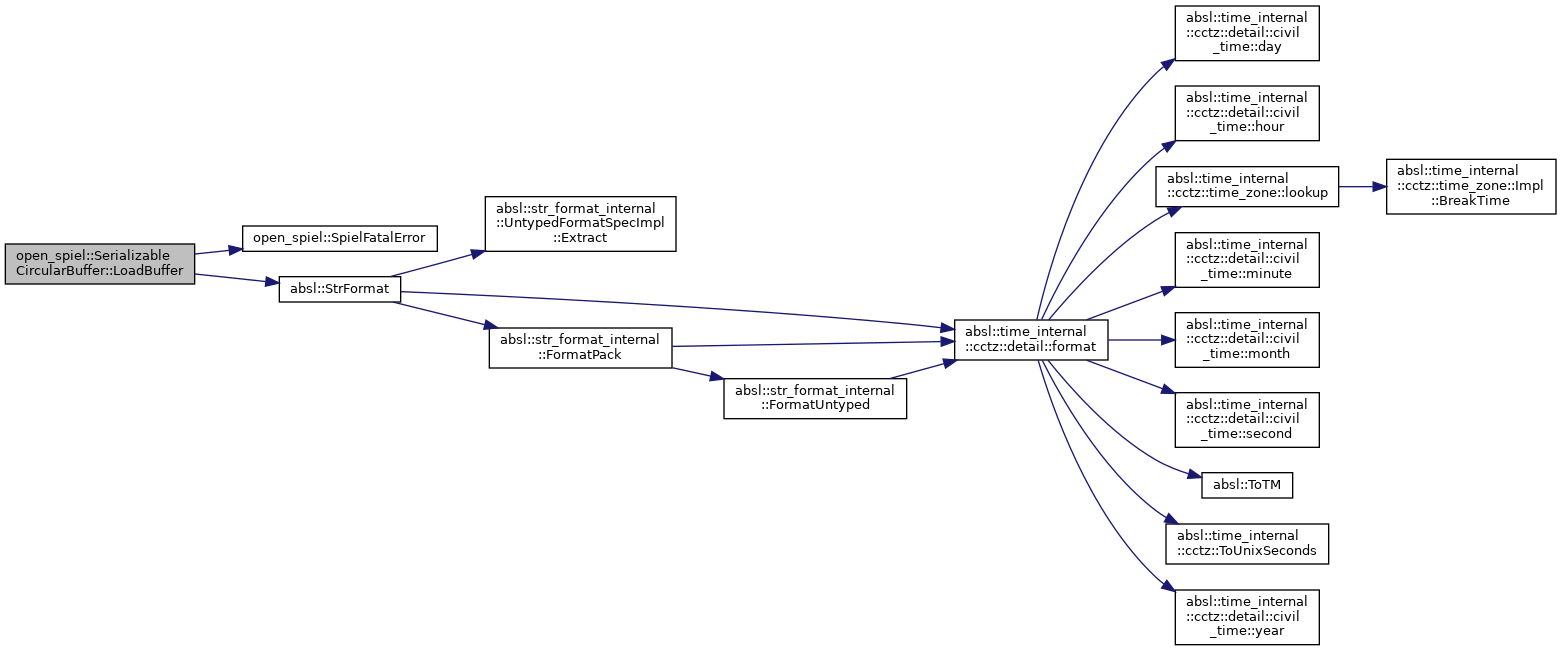 open_spiel::Serializable
CircularBuffer::LoadBuffer
open_spiel::SpielFatalError
absl::StrFormat
absl::str_format_internal
::UntypedFormatSpecImpl
::Extract
absl::str_format_internal
::FormatPack
absl::str_format_internal
::FormatUntyped
absl::time_internal
::cctz::detail::format
absl::time_internal
::cctz::detail::civil
_time::day
absl::time_internal
::cctz::detail::civil
_time::hour
absl::time_internal
::cctz::time_zone::lookup
absl::time_internal
::cctz::time_zone::Impl
::BreakTime
absl::time_internal
::cctz::detail::civil
_time::minute
absl::time_internal
::cctz::detail::civil
_time::month
absl::time_internal
::cctz::detail::civil
_time::second
absl::ToTM
absl::time_internal
::cctz::ToUnixSeconds
absl::time_internal
::cctz::detail::civil
_time::year